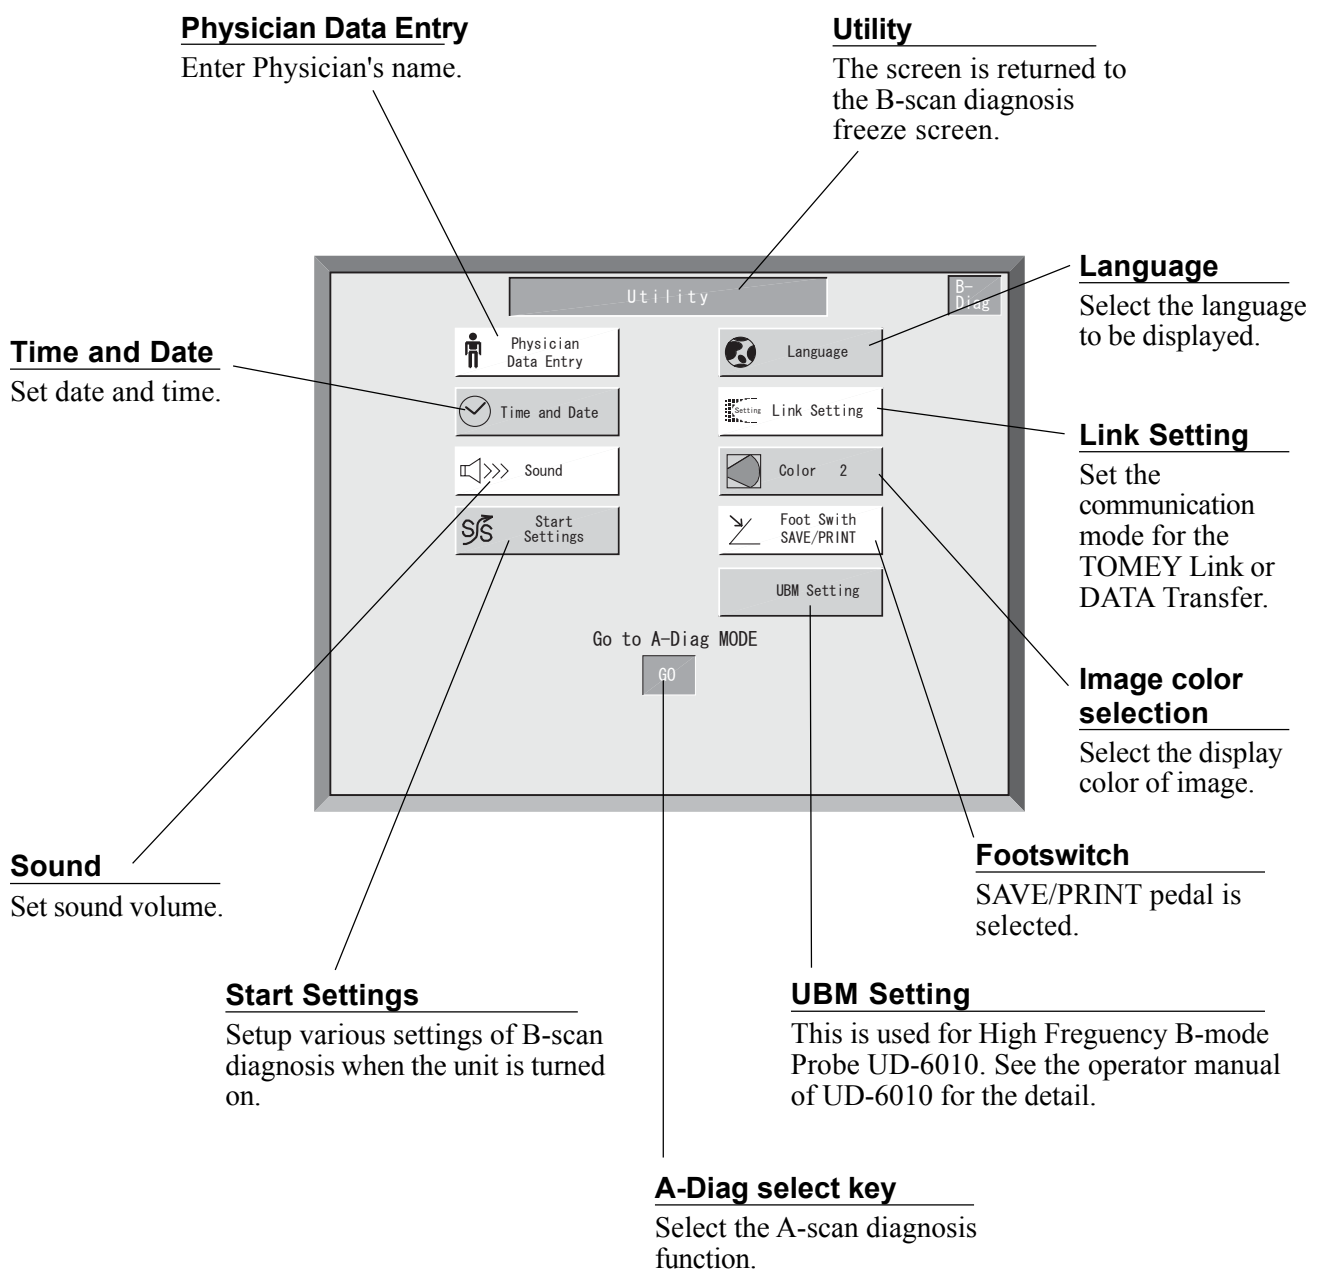 Physician Data Entry
Enter Physician's name.
Utility
The screen is returned to
the B-scan diagnosis
freeze screen.
Language
Select the language
to be displayed.
Time and Date
Set date and time.
Utility
B-
Diag
Physician
Data Entry
Language
Time and Date
Setting
Link Setting
Sound
Color 2
S/S
Start
Settings
Foot Swith
SAVE/PRINT
UBM Setting
Go to A-Diag MODE
GO
Link Setting
Set the
communication
mode for the
TOMEY Link or
DATA Transfer.
Image color
selection
Select the display
color of image.
Sound
Set sound volume.
Footswitch
SAVE/PRINT pedal is
selected.
Start Settings
Setup various settings of B-scan
diagnosis when the unit is turned
on.
UBM Setting
This is used for High Freguency B-mode
Probe UD-6010. See the operator manual
of UD-6010 for the detail.
A-Diag select key
Select the A-scan diagnosis
function.